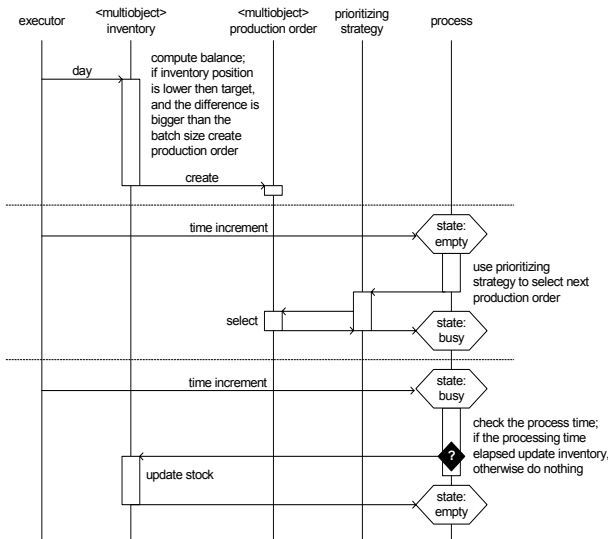 executor
<multiobject>
inventory
<multiobject>
production order
prioritizing
strategy
process
day
compute balance;
if inventory position
is lower then target,
and the difference is
bigger than the
batch size create
production order
create
time increment
state:
empty
use prioritizing
strategy to select next
production order
select
state:
busy
time increment
state:
busy
check the process time;
if the processing time
elapsed update inventory,
otherwise do nothing
?
update stock
state:
empty